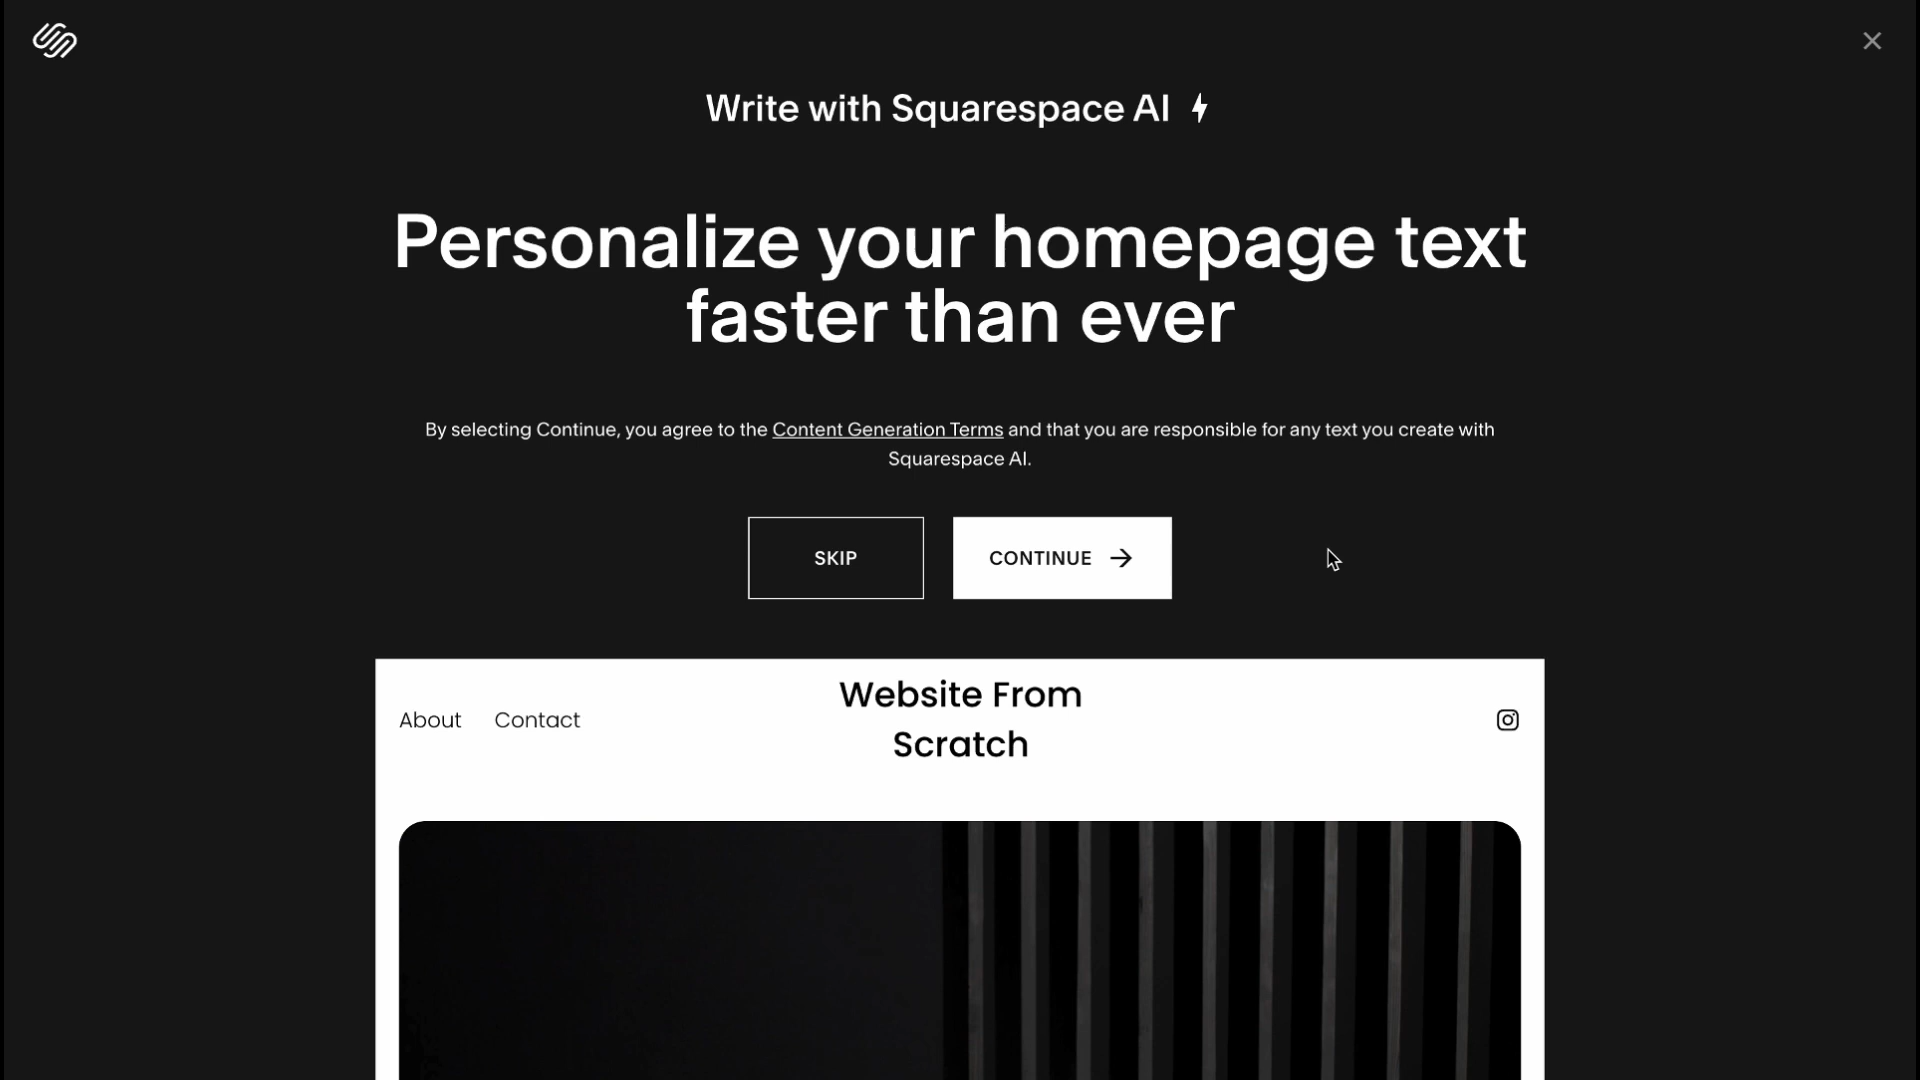 Write with Squarespace AI
Personalize your homepage text
faster than ever
By selecting Continue, you agree to the Content Generation Terms and that you are responsible for any text you create with
Squarespace AI.
SKIP
CONTINUE
About
Contact
Website From
Scratch